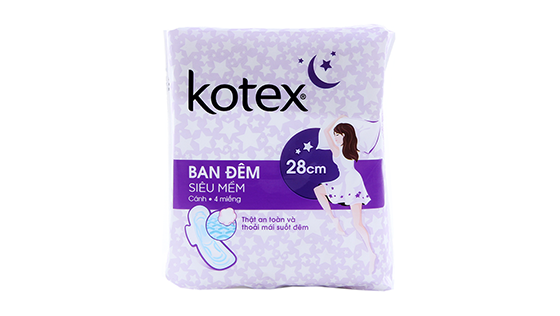 kotex®
28cm
BAN ĐÊM
SIÊU MỀM
Cánh • 4 miếng
Thật an toàn và
thoải mái suốt đêm